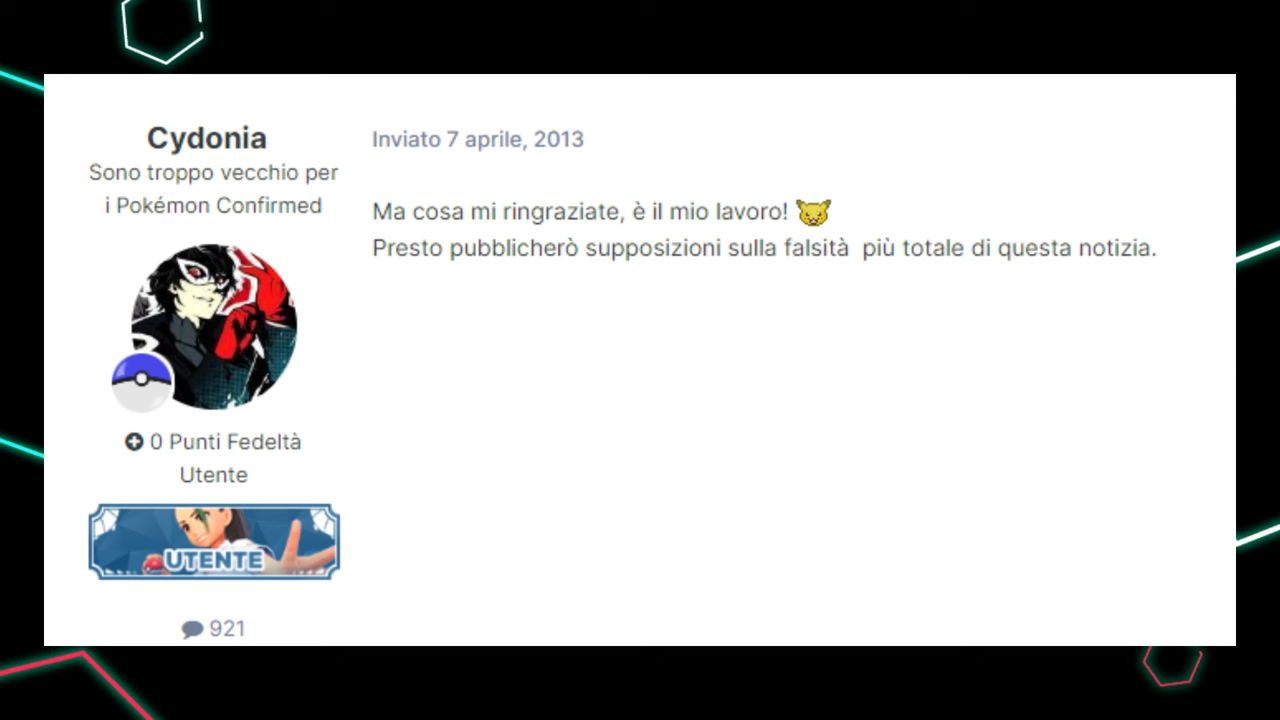 Cydonia
Sono troppo vecchio per
i Pokémon Confirmed
0 Punti Fedeltà
Utente
UTENTE
921
Inviato 7 aprile, 2013
Ma cosa mi ringraziate, è il mio lavoro!
Presto pubblicherò supposizioni sulla falsità  più totale di questa notizia.